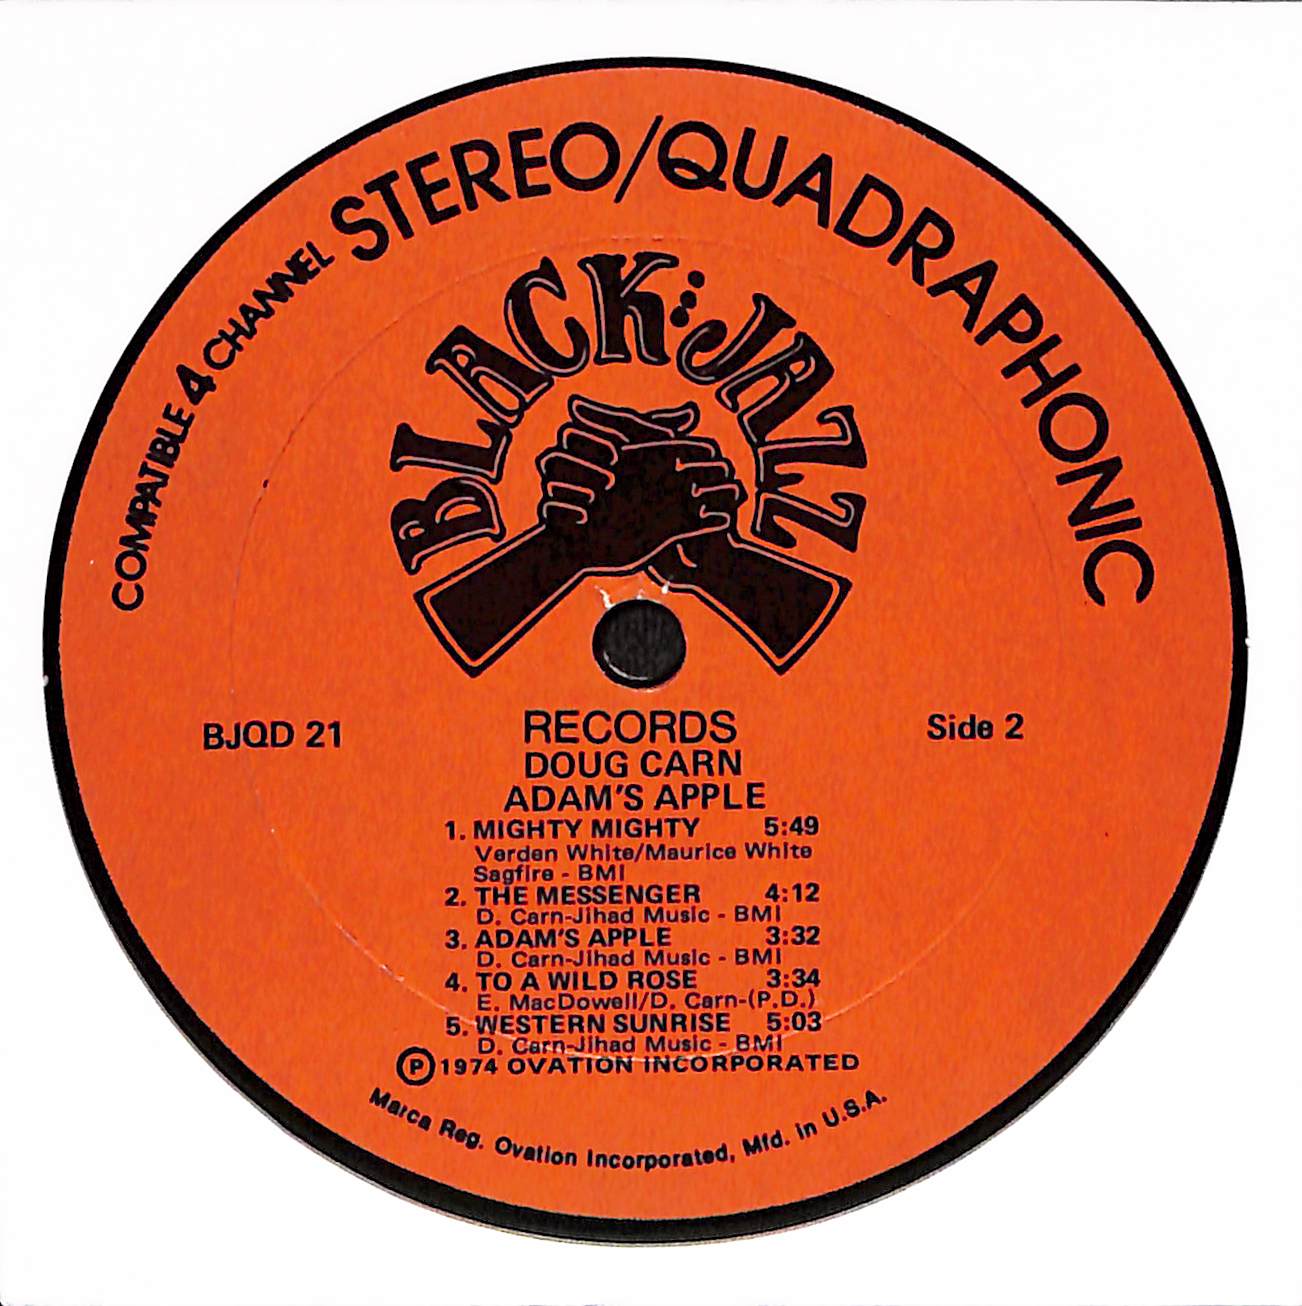 COMPATIBLE 4 CHANNEL STEREO/QUADRAPHONIC
BLACK JAZZ
RECORDS
BJQD 21
Side 2
DOUG CARN
ADAM'S APPLE
1. MIGHTY MIGHTY 5:49
Verden White/Maurice White
Sagfire - BMI
2. THE MESSENGER 4:12
D. Carn-Jihad Music - BMI
3. ADAM'S APPLE 3:32
D. Carn-Jihad Music - BMI
4. TO A WILD ROSE 3:34
E. MacDowell/D. Carn-(P.D.)
5. WESTERN SUNRISE 5:03
D. Carn-Jihad Music - BMI
Ⓟ1974 OVATION INCORPORATED
Marca Reg. Ovation Incorporated, Mfd. in U.S.A.